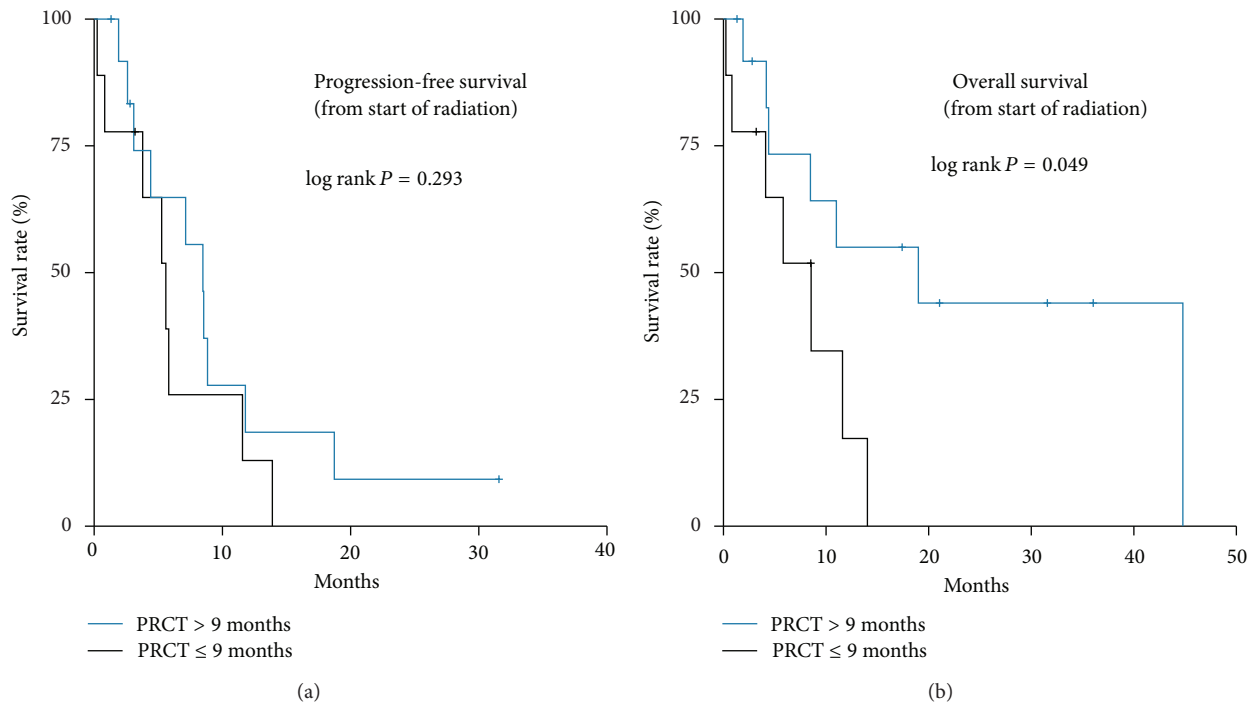 100
75
50
25
0
Survival rate (%)
Progression-free survival
(from start of radiation)
log rank P = 0.293
0 10 20 30 40
Months
PRCT > 9 months
PRCT ≤ 9 months
(a)
100
75
50
25
0
Survival rate (%)
Overall survival
(from start of radiation)
log rank P = 0.049
0 10 20 30 40 50
Months
PRCT > 9 months
PRCT ≤ 9 months
(b)